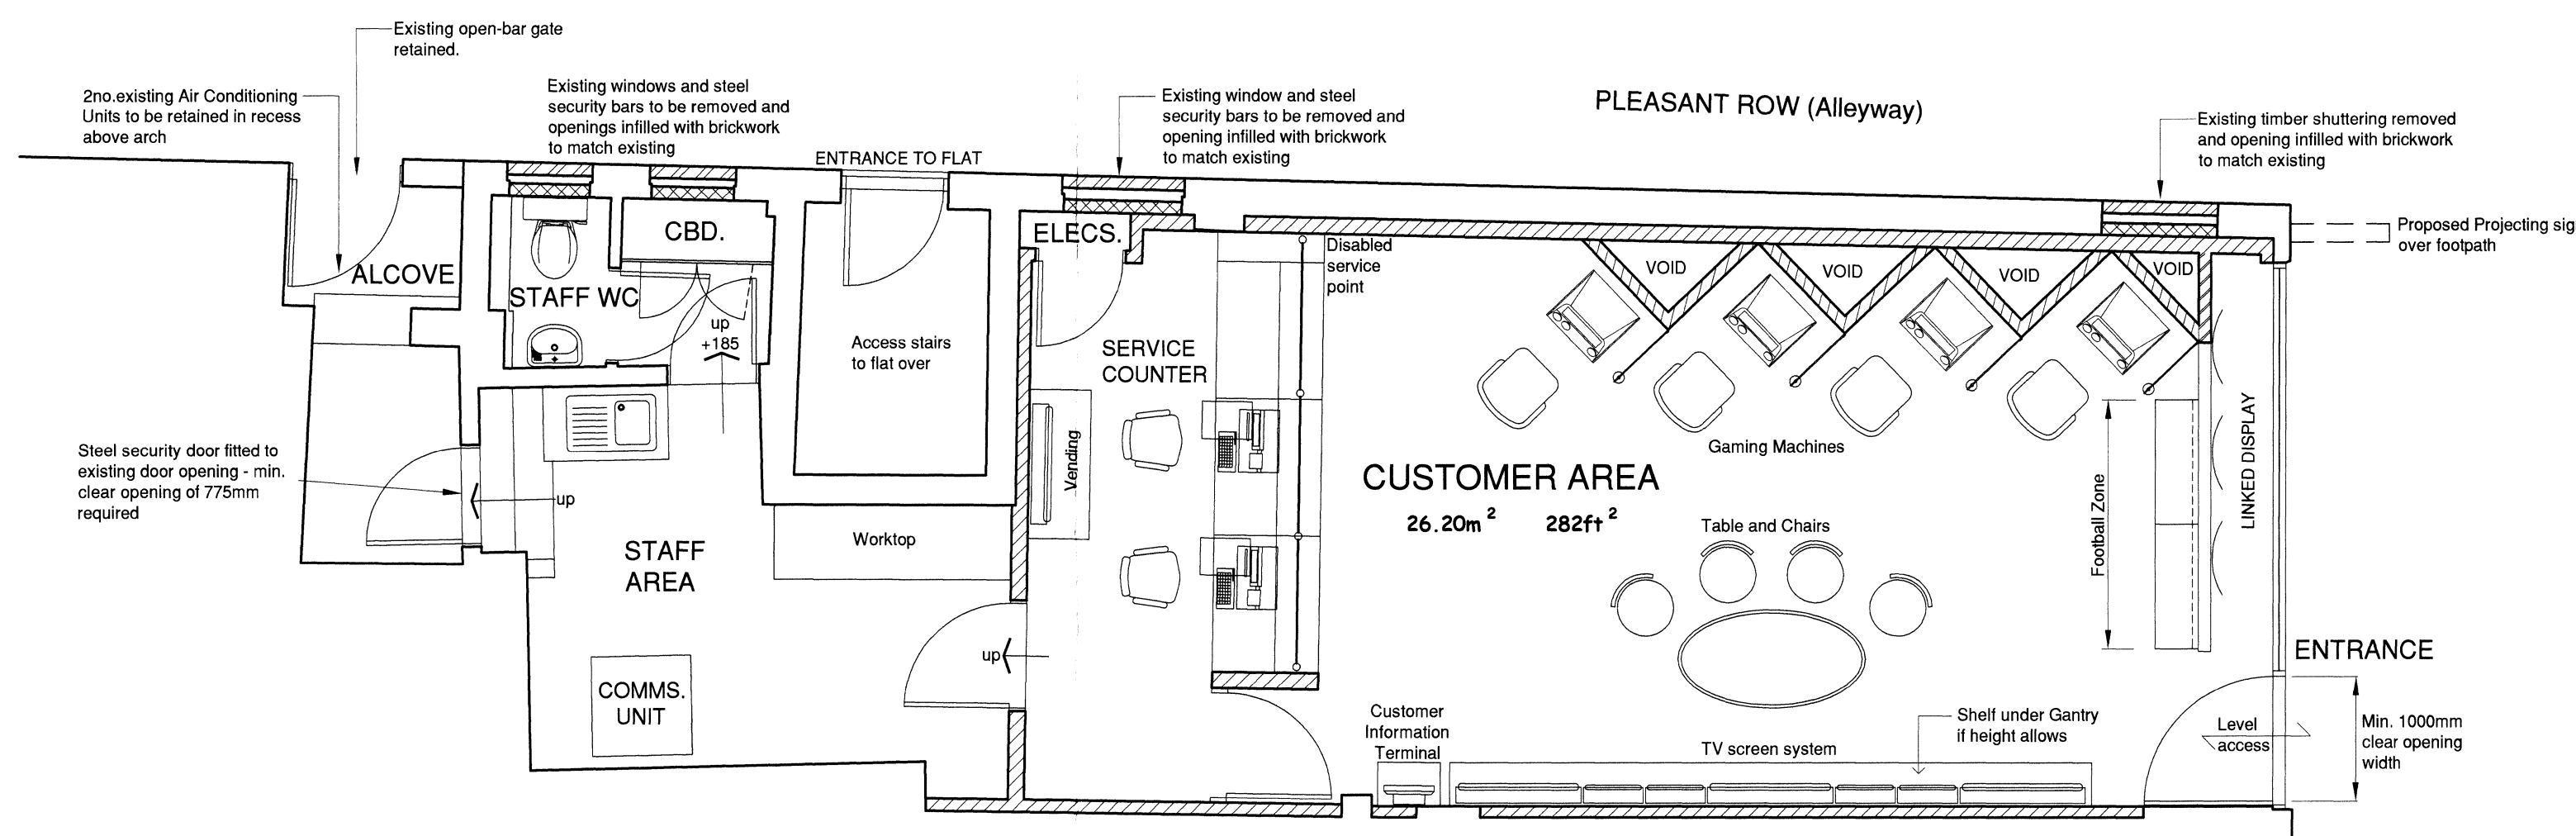 Existing open-bar gate
retained.
2no.existing Air Conditioning
Units to be retained in recess
above arch
Existing windows and steel
security bars to be removed and
openings infilled with brickwork
to match existing
ENTRANCE TO FLAT
Existing window and steel
security bars to be removed and
opening infilled with brickwork
to match existing
PLEASANT ROW (Alleyway)
Existing timber shuttering removed
and opening infilled with brickwork
to match existing
Proposed Projecting sig
over footpath
ALCOVE
STAFF WC
CBD.
up
+185
Access stairs
to flat over
ELECS.
SERVICE
COUNTER
Disabled
service
point
VOID
VOID
VOID
VOID
Gaming Machines
Vending
CUSTOMER AREA
26.20m²
282ft²
Table and Chairs
Football Zone
LINKED DISPLAY
Steel security door fitted to
existing door opening - min.
clear opening of 775mm
required
up
STAFF
AREA
Worktop
up
COMMS.
UNIT
Customer
Information
Terminal
TV screen system
Shelf under Gantry
if height allows
ENTRANCE
Level
access
Min. 1000mm
clear opening
width